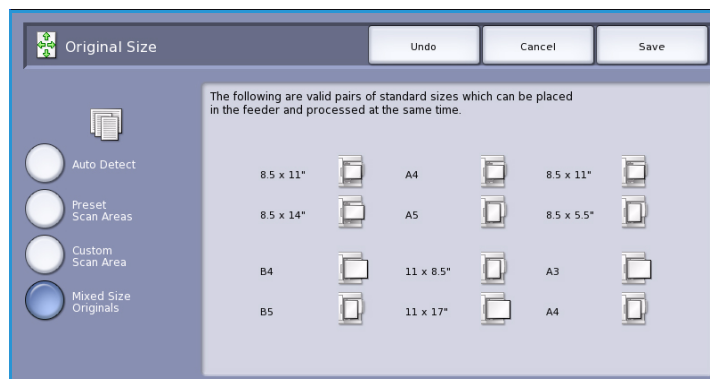 Original Size
Undo
Cancel
Save
The following are valid pairs of standard sizes which can be placed
in the feeder and processed at the same time.
Auto Detect
Preset
Scan Areas
Custom
Scan Area
Mixed Size
Originals
8.5 x 11" A4 8.5 x 11"
8.5 x 14" A5 8.5 x 5.5"
B4 11 x 8.5" A3
B5 11 x 17" A4